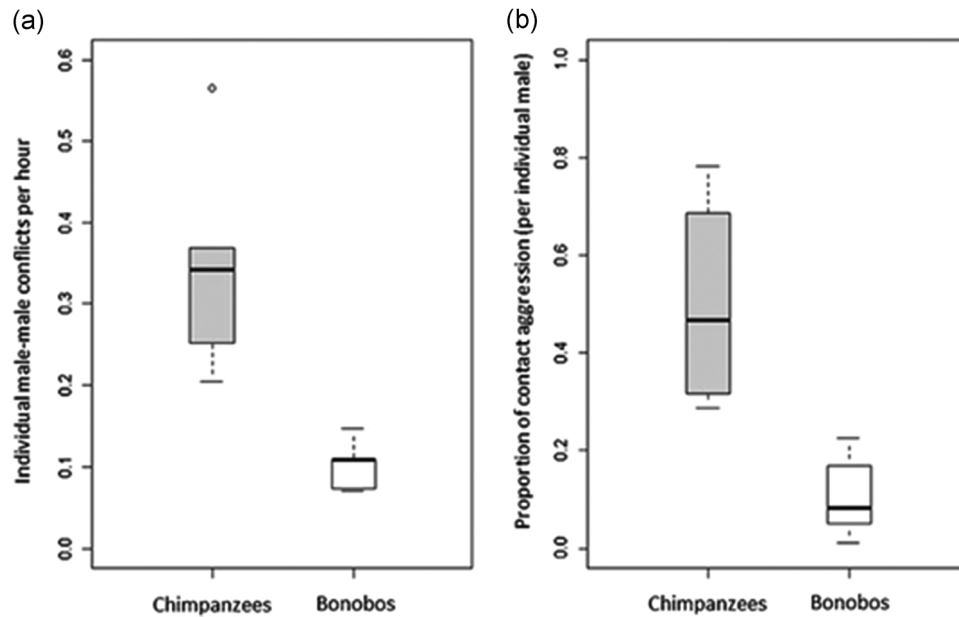 (a)
Individual male-male conflicts per hour
0.6
0.5
0.4
0.3
0.2
0.1
0.0
Chimpanzees
Bonobos
(b)
Proportion of contact aggression (per individual male)
1.0
0.8
0.6
0.4
0.2
0.0
Chimpanzees
Bonobos